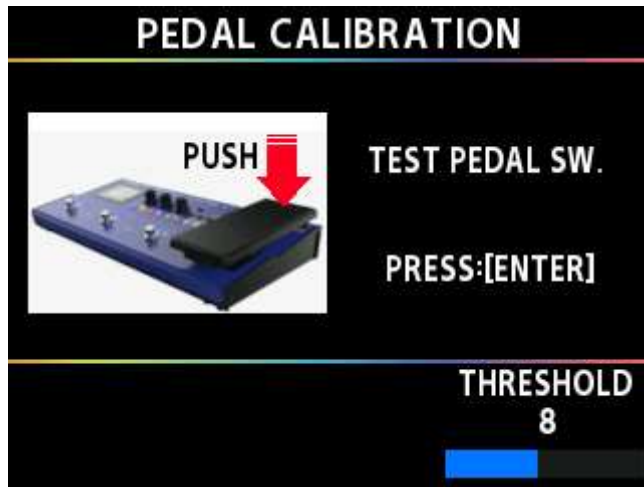 PEDAL CALIBRATION
PUSH
TEST PEDAL SW.
PRESS:[ENTER]
THRESHOLD
8